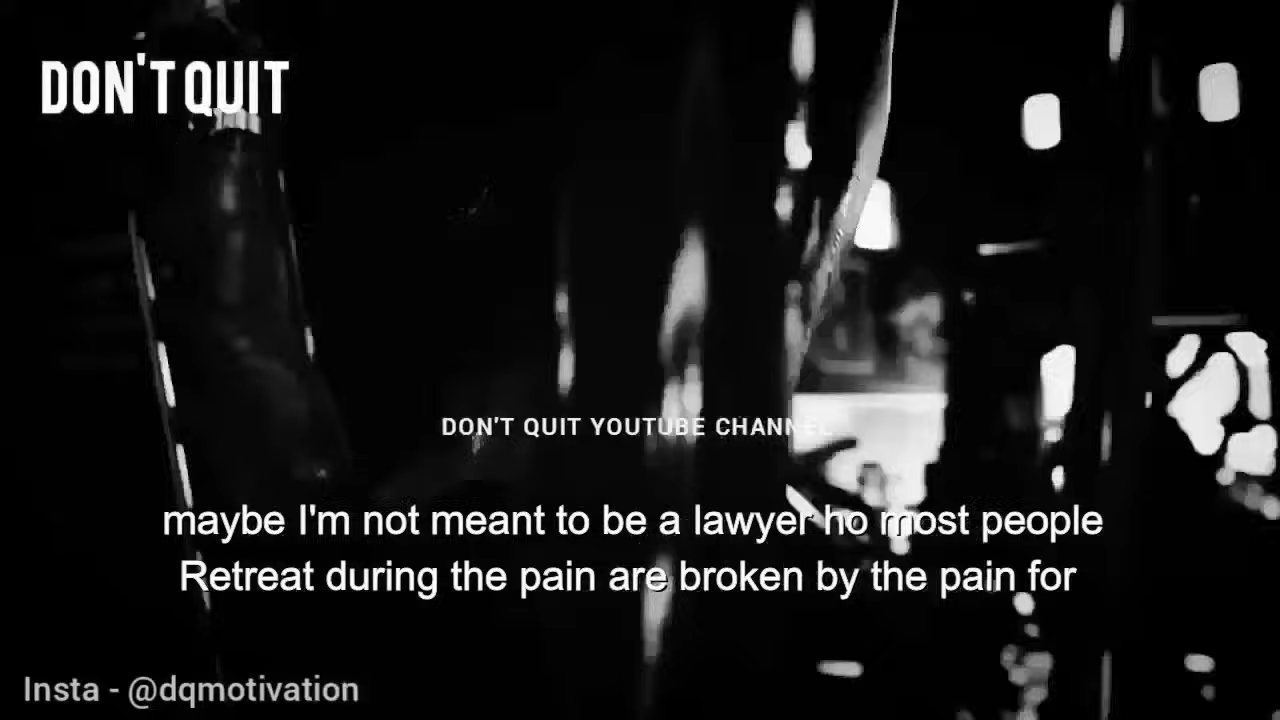 DON'T QUIT
DON'T QUIT YOUTUBE CHANNEL
maybe I'm not meant to be a lawyer ho most people
Retreat during the pain are broken by the pain for
Insta - @dqmotivation